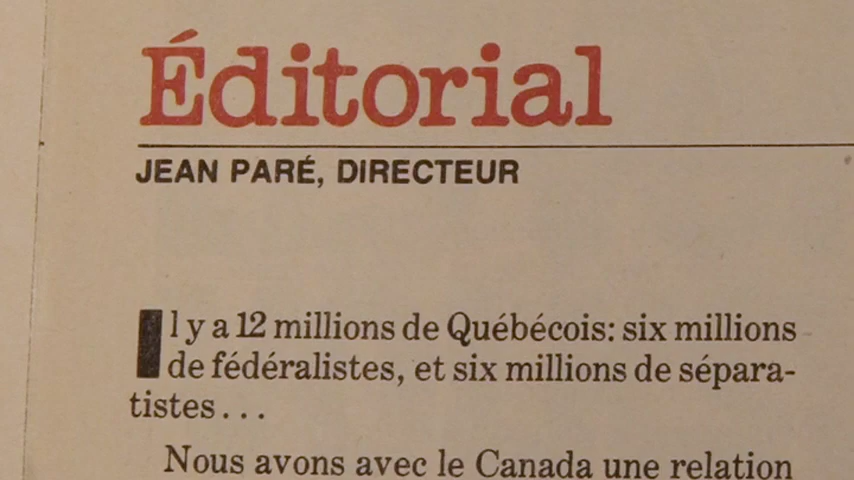 Éditorial
JEAN PARÉ, DIRECTEUR
Il y a 12 millions de Québécois: six millions
de fédéralistes, et six millions de sépara-
tistes...
Nous avons avec le Canada une relation